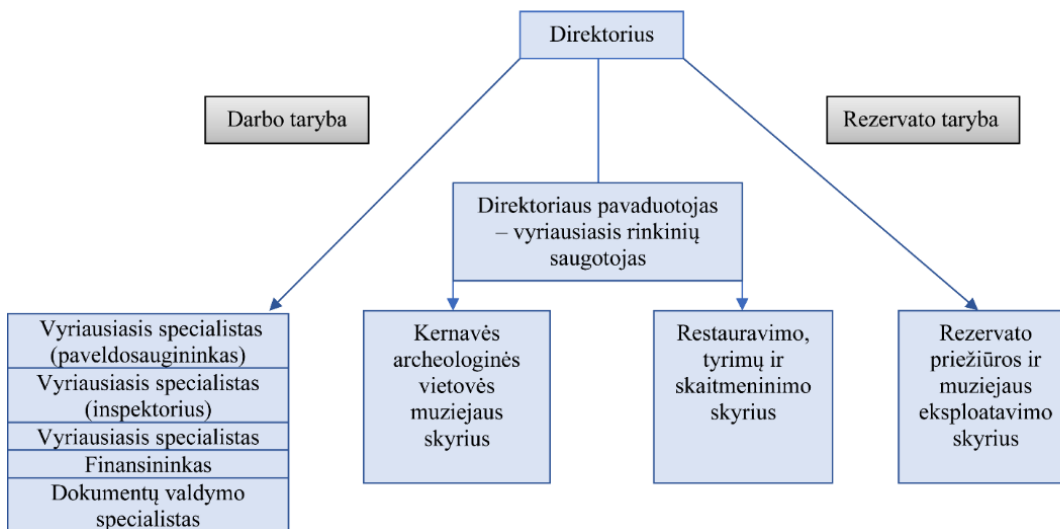 Direktorius
Darbo taryba
Rezervato taryba
Direktoriaus pavaduotojas
– vyriausiasis rinkinių
saugotojas
Vyriausiasis specialistas
(paveldosaugininkas)
Vyriausiasis specialistas
(inspektorius)
Vyriausiasis specialistas
Finansininkas
Dokumentų valdymo
specialistas
Kernavės
archeologinės
vietovės
muziejaus
skyrius
Restauravimo,
tyrimų ir
skaitmeninimo
skyrius
Rezervato
priežiūros ir
muziejaus
eksploatavimo
skyrius